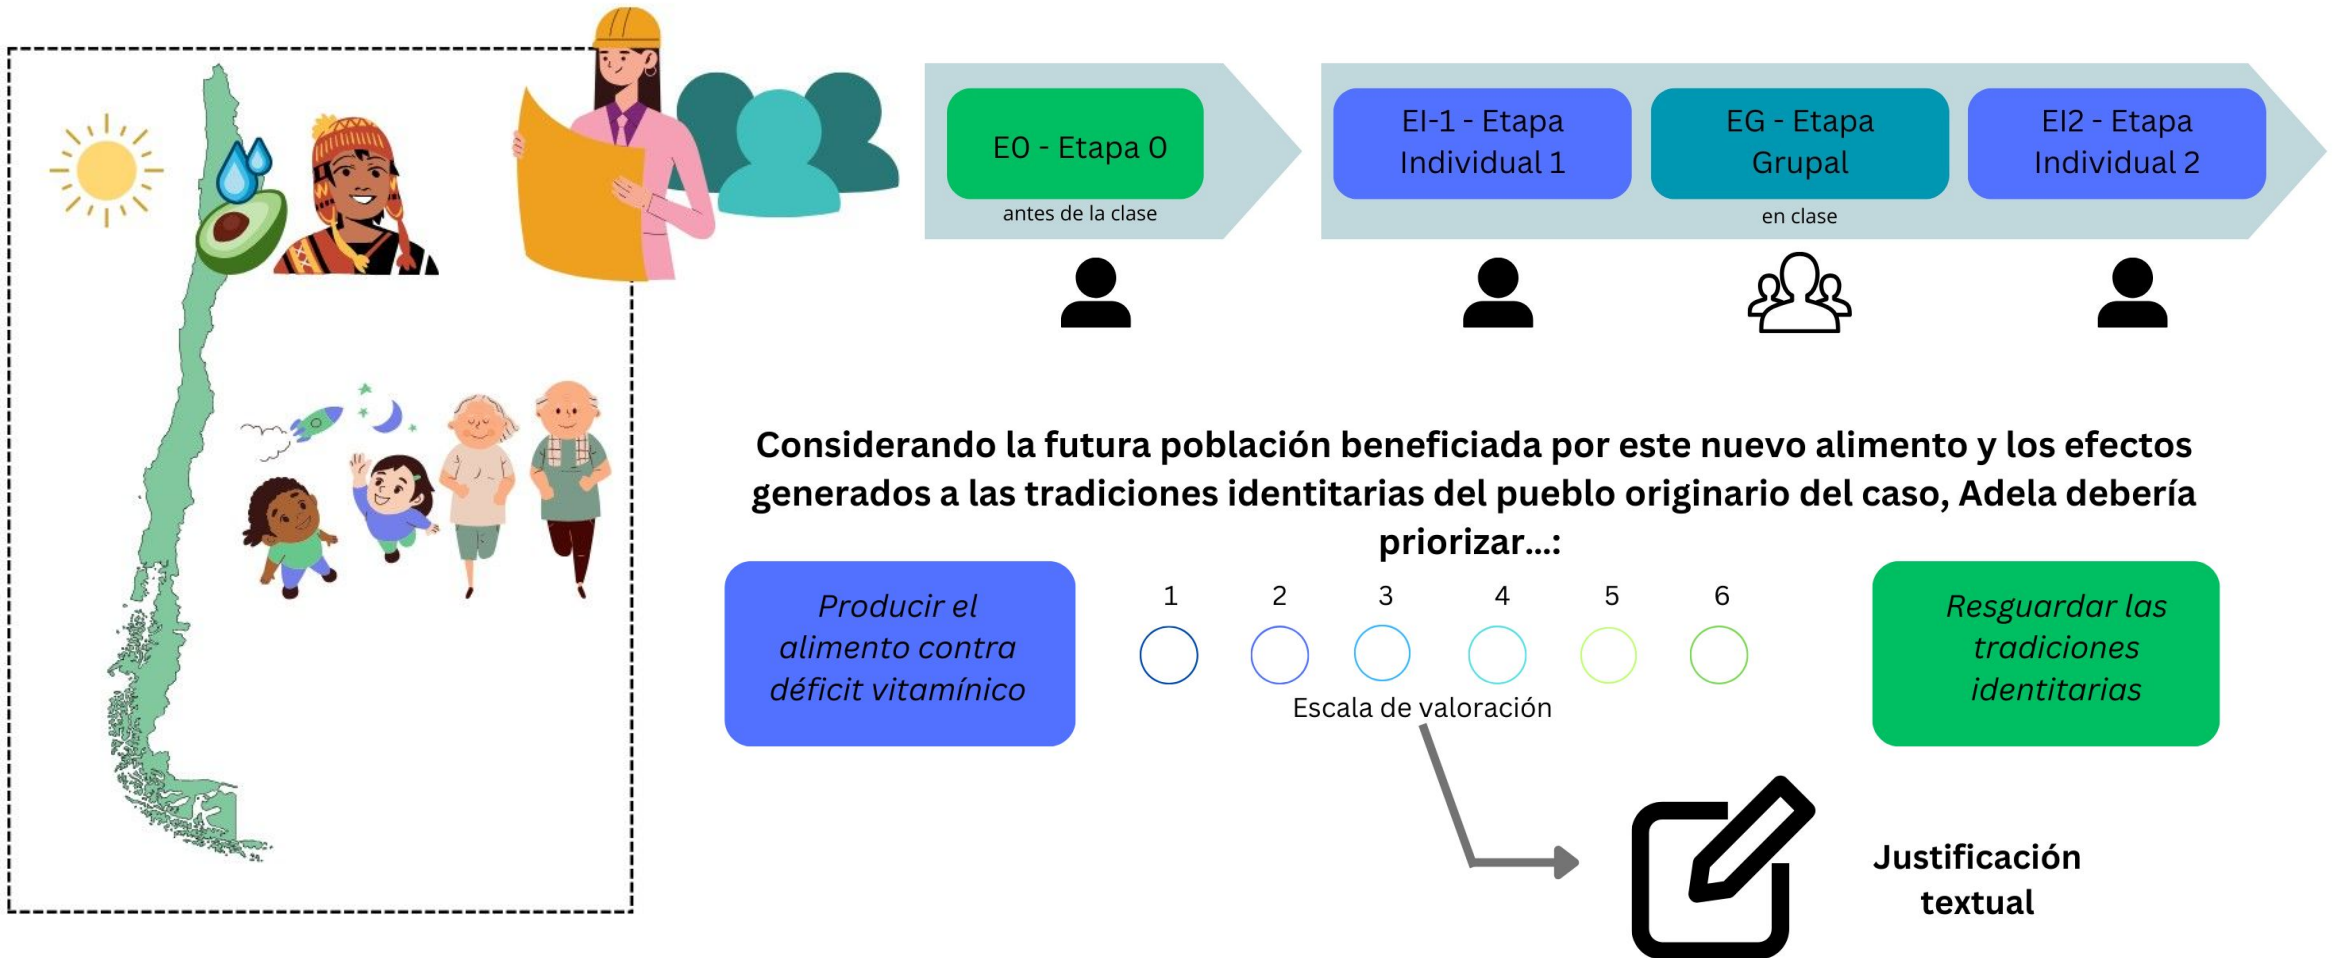 E0 - Etapa 0
antes de la clase
EI-1 - Etapa
Individual 1
EG - Etapa
Grupal
en clase
EI2 - Etapa
Individual 2
Considerando la futura población beneficiada por este nuevo alimento y los efectos
generados a las tradiciones identitarias del pueblo originario del caso, Adela debería
priorizar...:
Producir el
alimento contra
déficit vitamínico
1 2 3 4 5 6
Escala de valoración
Resguardar las
tradiciones
identitarias
Justificación
textual